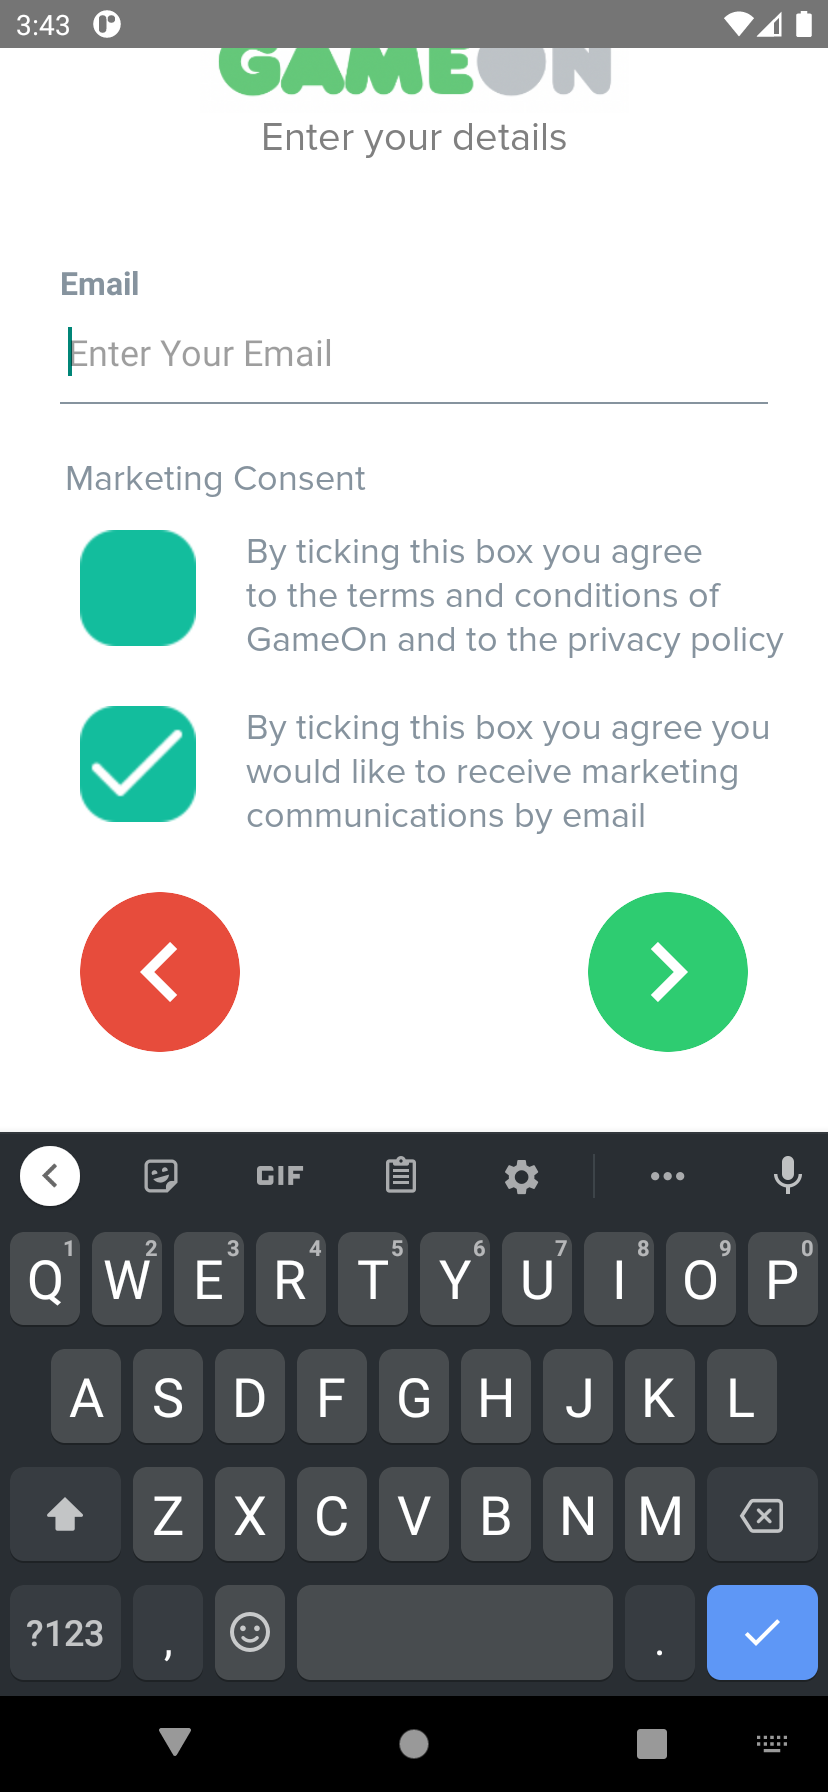 3:43
GAMEON
Enter your details
Email
Enter Your Email
Marketing Consent
By ticking this box you agree
to the terms and conditions of
GameOn and to the privacy policy
By ticking this box you agree you
would like to receive marketing
communications by email
GIF
1 2 3 4 5 6 7 8 9 0
Q W E R T Y U I O P
A S D F G H J K L
Z X C V B N M
?123 , .